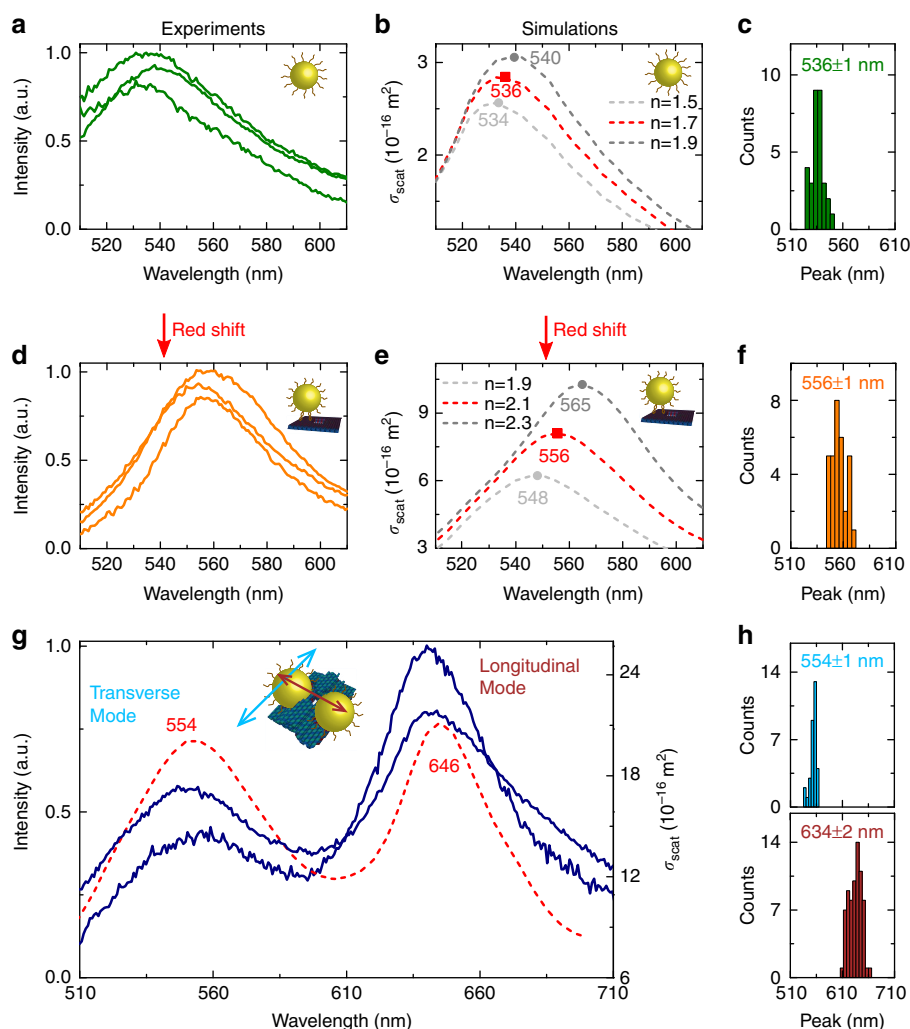 a Experiments
Intensity (a.u.)
1.0
0.5
0.0
520 540 560 580 600
Wavelength (nm)
b Simulations
σscat (10⁻¹⁶ m²)
3
2
540
536
534
n=1.5
n=1.7
n=1.9
520 540 560 580 600
Wavelength (nm)
c
536±1 nm
Counts
10
5
0
510 560 610
Peak (nm)
Red shift
Red shift
d
Intensity (a.u.)
1.0
0.5
0.0
520 540 560 580 600
Wavelength (nm)
e
σscat (10⁻¹⁶ m²)
9
6
3
n=1.9
n=2.1
n=2.3
565
556
548
520 540 560 580 600
Wavelength (nm)
f
556±1 nm
Counts
8
4
0
510 560 610
Peak (nm)
g
Intensity (a.u.)
1.0
0.5
0.0
Transverse
Mode
Longitudinal
Mode
554
646
24
18
12
6
σscat (10⁻¹⁶ m²)
510 560 610 660 710
Wavelength (nm)
h
554±1 nm
Counts
14
7
0
634±2 nm
Counts
14
7
0
510 610 710
Peak (nm)